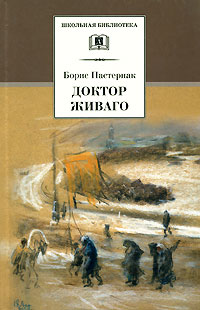 ШКОЛЬНАЯ БИБЛИОТЕКА
Борис Пастернак
ДОКТОР
ЖИВАГО